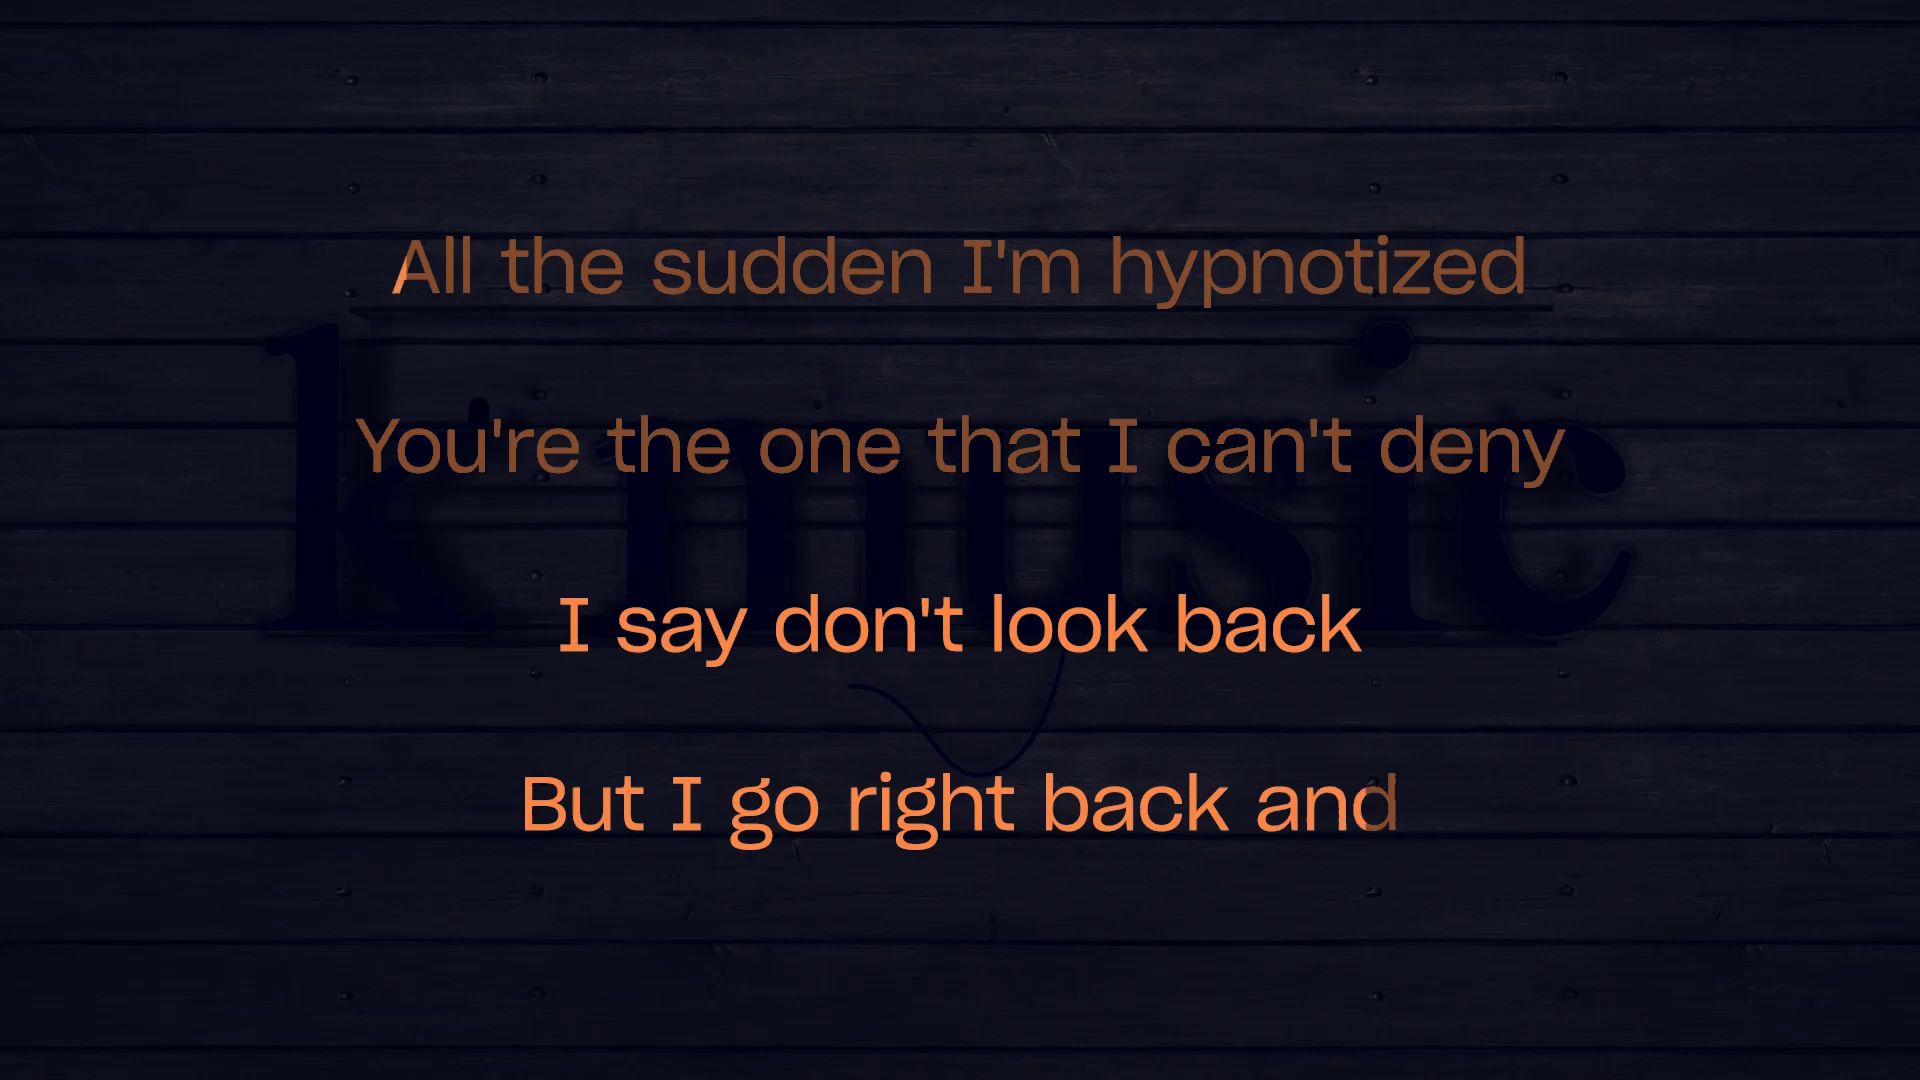 All the sudden I'm hypnotized
You're the one that I can't deny
k'music
I say don't look back
But I go right back and